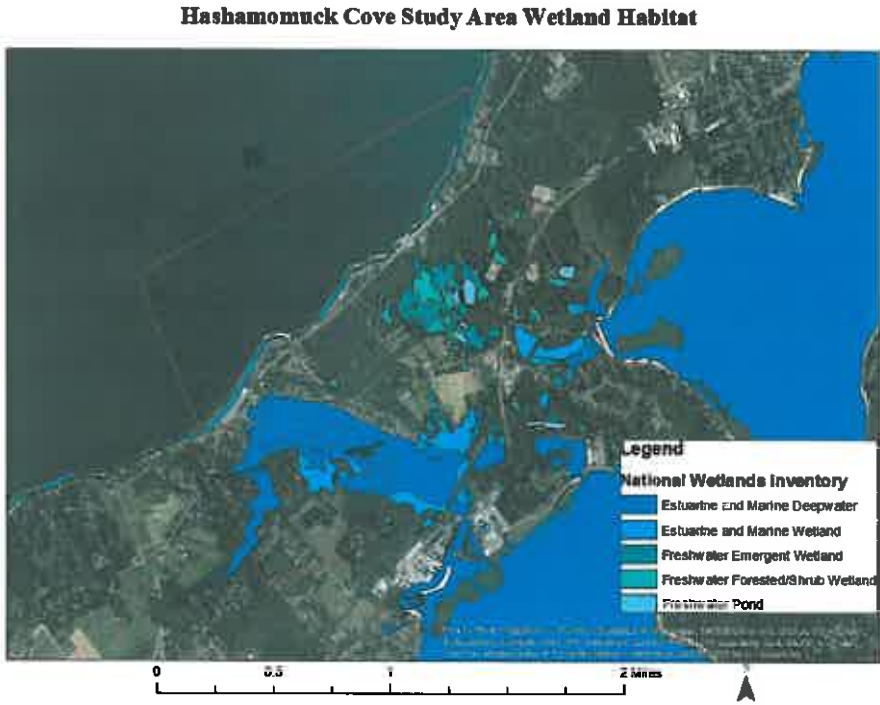 Hashamomuck Cove Study Area Wetland Habitat
Legend
National Wetlands Inventory
Estuarine and Marine Deepwater
Estuarine and Marine Wetland
Freshwater Emergent Wetland
Freshwater Forested/Shrub Wetland
Freshwater Pond
0 0.5 1 2 Miles